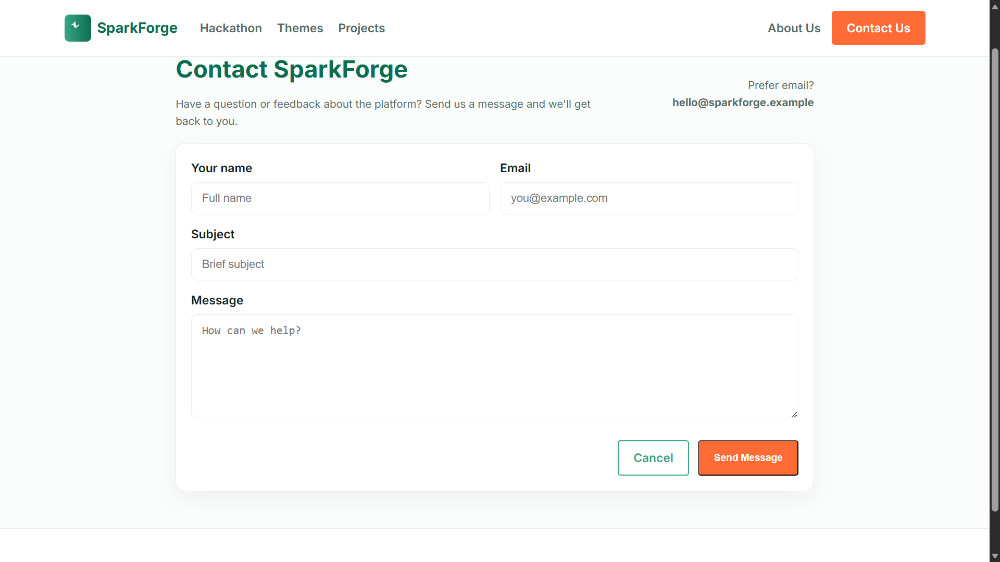 SparkForge
Hackathon
Themes
Projects
About Us
Contact Us
Contact SparkForge
Have a question or feedback about the platform? Send us a message and we'll get
back to you.
Prefer email?
hello@sparkforge.example
Your name
Email
Full name
you@example.com
Subject
Brief subject
Message
How can we help?
Cancel
Send Message